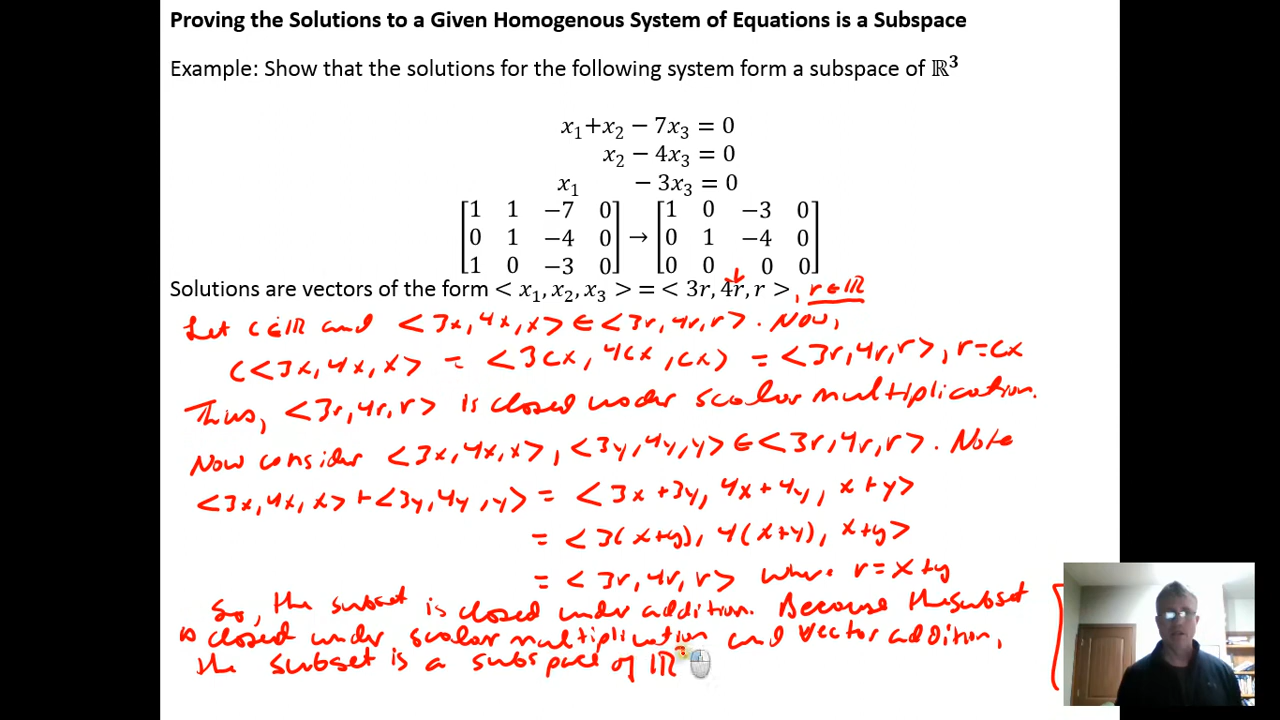 Proving the Solutions to a Given Homogenous System of Equations is a Subspace
Example: Show that the solutions for the following system form a subspace of ℝ³
x₁+x₂ − 7x₃ = 0
x₂ − 4x₃ = 0
x₁ − 3x₃ = 0
[1 1 −7 0] [1 0 −3 0]
[0 1 −4 0] → [0 1 −4 0]
[1 0 −3 0] [0 0 0 0]
Solutions are vectors of the form < x₁, x₂, x₃ > = < 3r, 4r, r >, r∈ℝ
Let c∈ℝ and <3x,4x,x> ∈ <3r,4r,r>. Now,
c<3x,4x,x> = <3cx, 4cx, cx> = <3r,4r,r>, r=cx
Thus, <3r,4r,r> is closed under scalar multiplication.
Now consider <3x,4x,x>, <3y,4y,y> ∈ <3r,4r,r>. Note
<3x,4x,x> + <3y,4y,y> = <3x+3y, 4x+4y, x+y>
= <3(x+y), 4(x+y), x+y>
= <3r,4r,r> where r=x+y
So, the subset is closed under addition. Because the subset
is closed under scalar multiplication and vector addition,
the subset is a subspace of ℝ